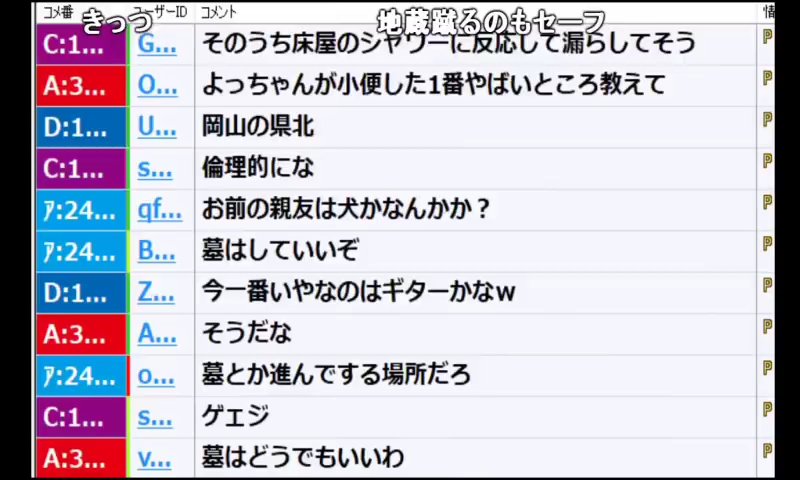 きっつ
地蔵蹴るのもセーフ
コメ番 ユーザーID コメント 情
C:1... G... そのうち床屋のシャワーに反応して漏らしてそう P
A:3... O... よっちゃんが小便した1番やばいところ教えて P
D:1... U... 岡山の県北 P
C:1... s... 倫理的にな P
ｱ:24... qf... お前の親友は犬かなんかか？ P
ｱ:24... B... 墓はしていいぞ P
D:1... Z... 今一番いやなのはギターかなｗ P
A:3... A... そうだな P
ｱ:24... o... 墓とか進んでする場所だろ P
C:1... s... ゲェジ P
A:3... v... 墓はどうでもいいわ P